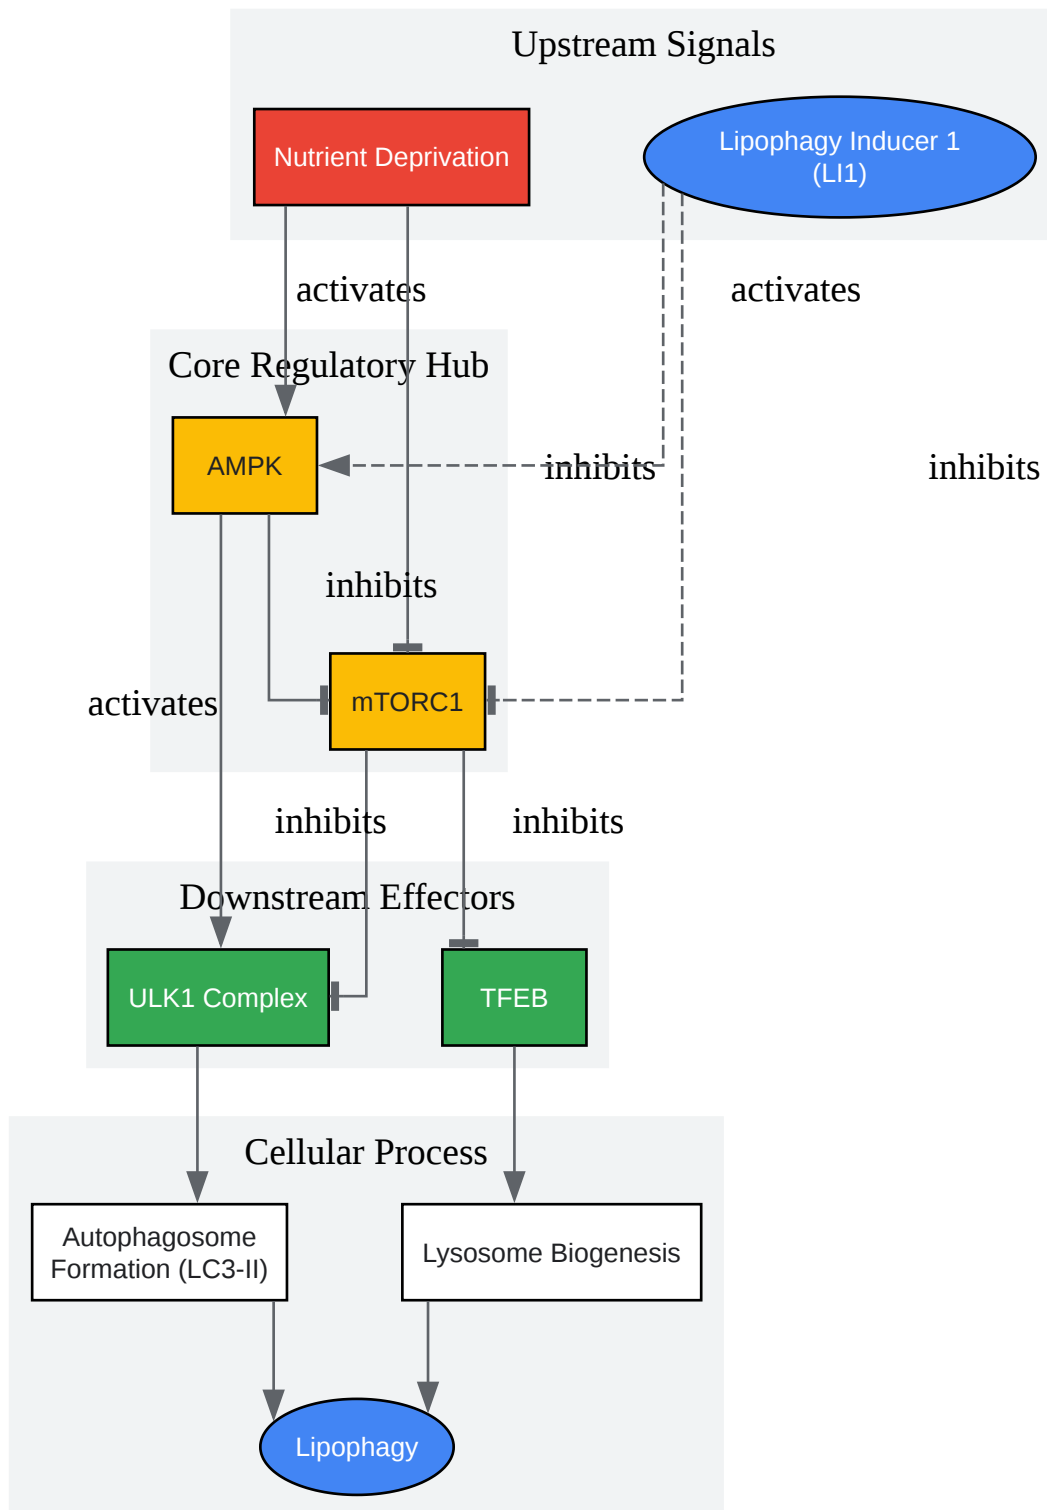 Upstream Signals
Nutrient Deprivation
Lipophagy Inducer 1
(LI1)
activates
activates
Core Regulatory Hub
AMPK
inhibits
inhibits
inhibits
mTORC1
activates
inhibits
inhibits
Downstream Effectors
ULK1 Complex
TFEB
Cellular Process
Autophagosome
Formation (LC3-II)
Lysosome Biogenesis
Lipophagy